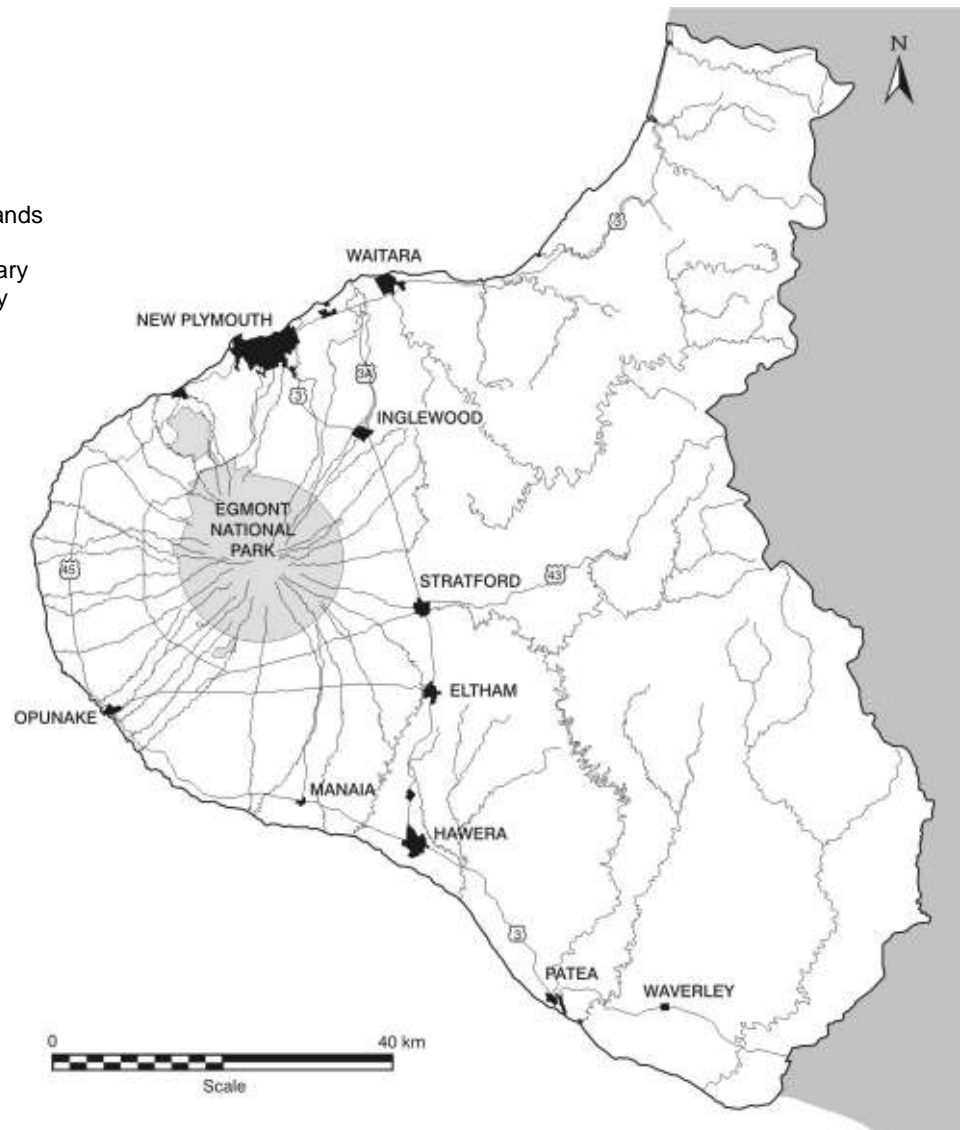 N
ands
ary
y
3
WAITARA
NEW PLYMOUTH
3A
3
INGLEWOOD
EGMONT
NATIONAL
PARK
45
STRATFORD
43
ELTHAM
OPUNAKE
MANAIA
HAWERA
3
PATEA
WAVERLEY
0 40 km
Scale